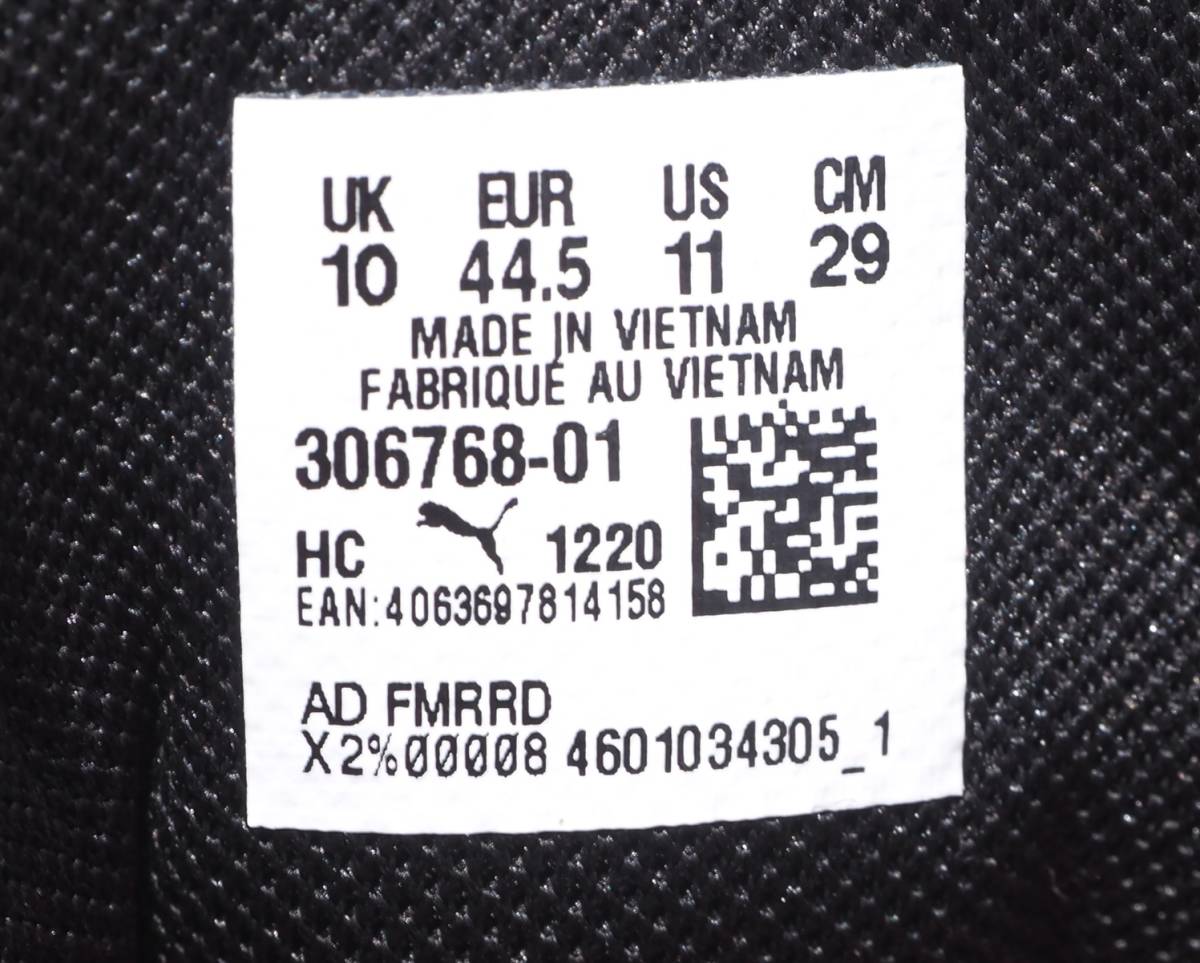 UK EUR US CM
10 44.5 11 29
MADE IN VIETNAM
FABRIQUE AU VIETNAM
306768-01
HC 1220
EAN:4063697814158
AD FMRRD
X2%ØØØØ8 4601034305_1